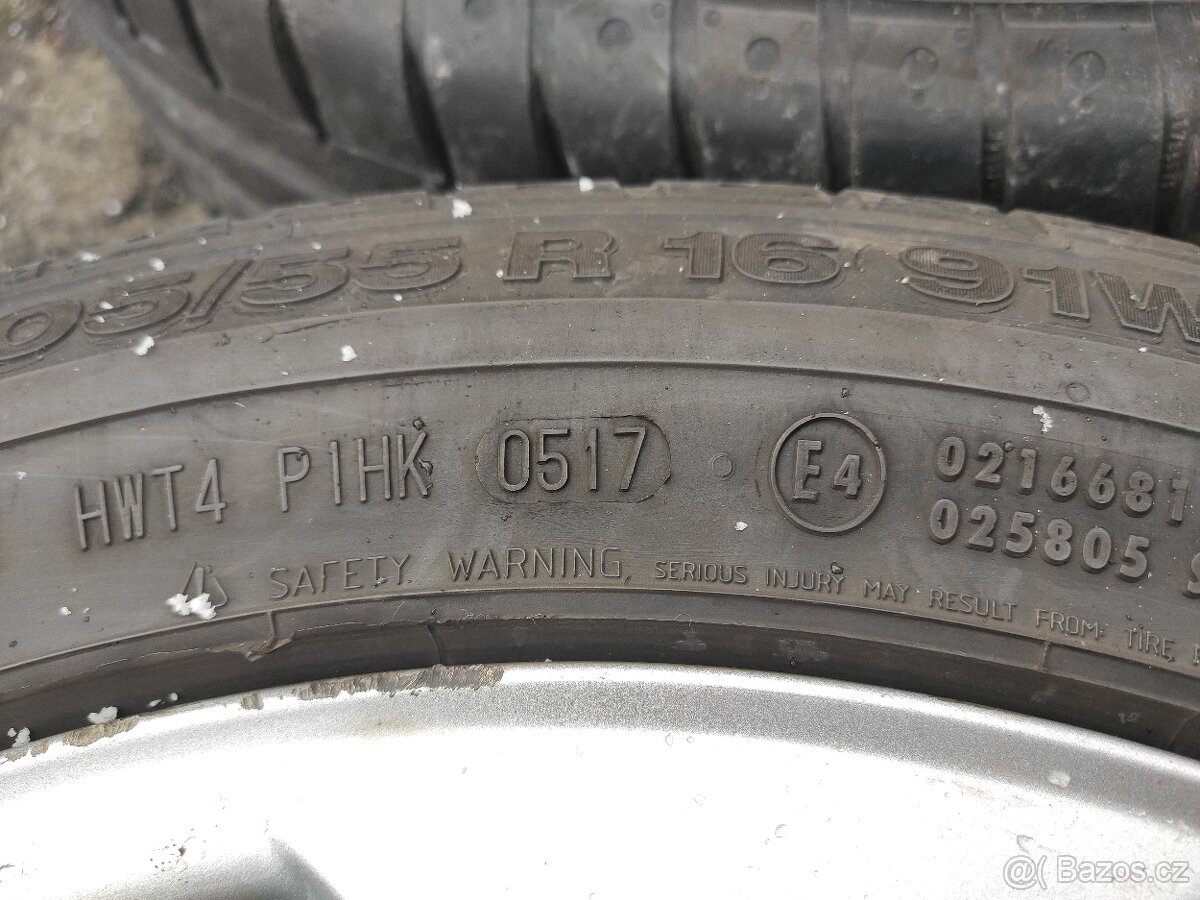 05/55 R 16 91W
HWT4 P1HK 0517 E4 0216681
025805 S
SAFETY WARNING, SERIOUS INJURY MAY RESULT FROM: TIRE
@( Bazos.cz